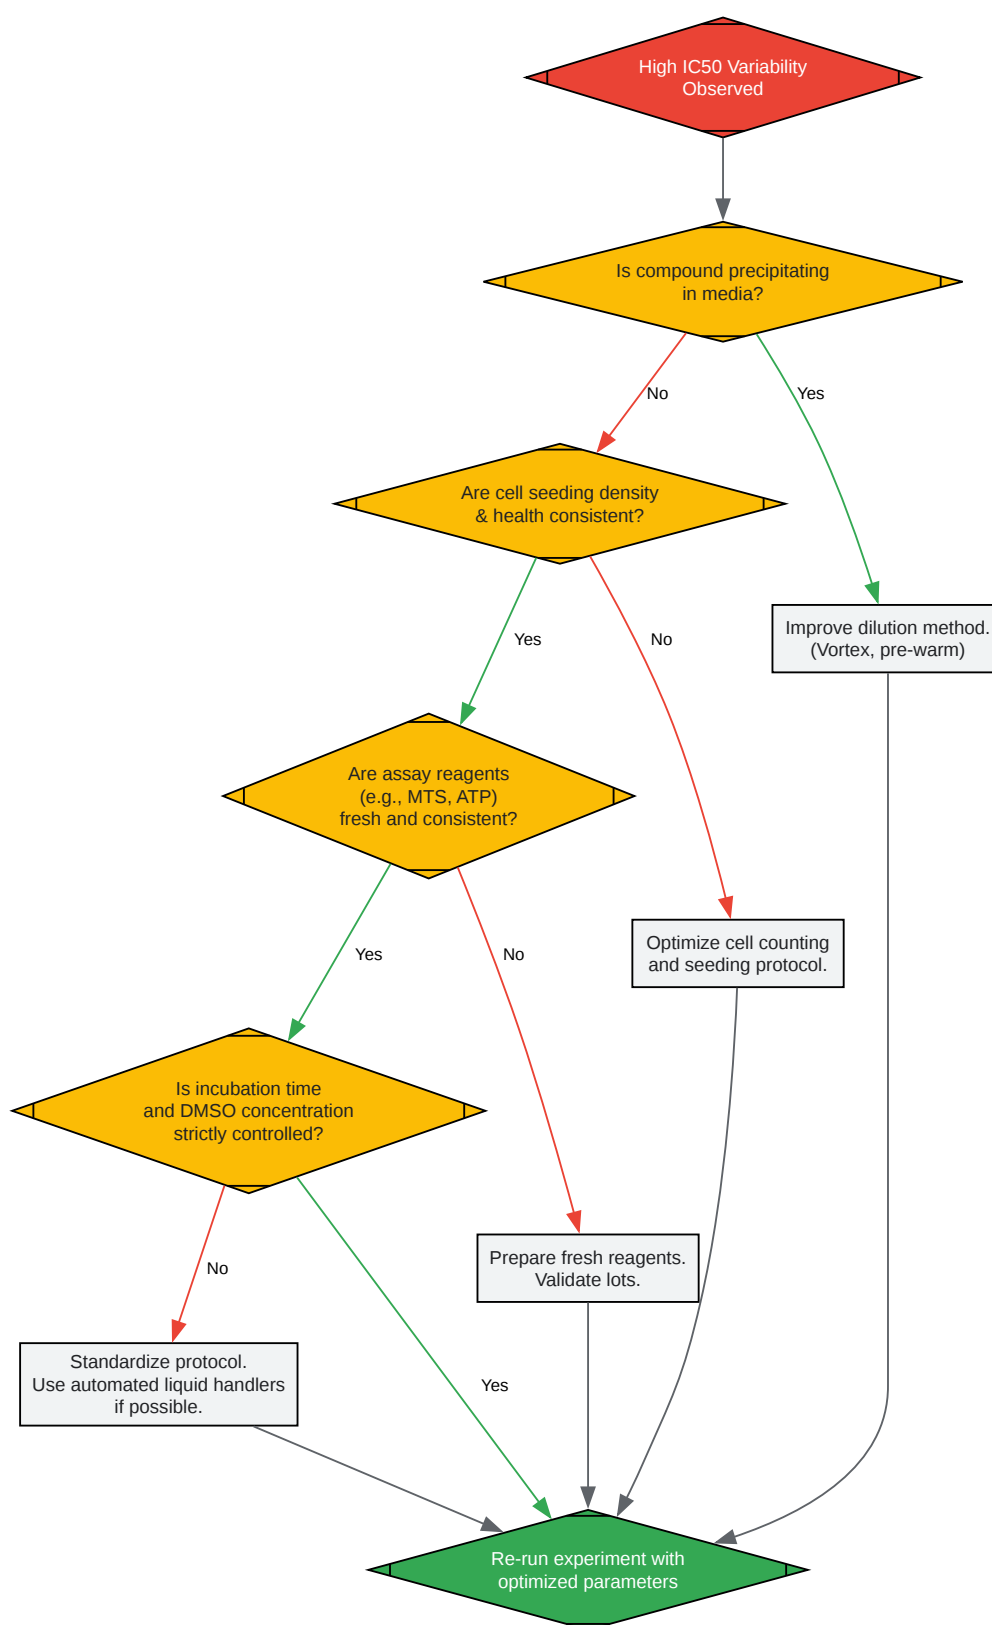 High IC50 Variability
Observed
Is compound precipitating
in media?
No
Yes
Are cell seeding density
& health consistent?
Yes
No
Improve dilution method.
(Vortex, pre-warm)
Are assay reagents
(e.g., MTS, ATP)
fresh and consistent?
Yes
No
Optimize cell counting
and seeding protocol.
Is incubation time
and DMSO concentration
strictly controlled?
No
Yes
Prepare fresh reagents.
Validate lots.
Standardize protocol.
Use automated liquid handlers
if possible.
Re-run experiment with
optimized parameters